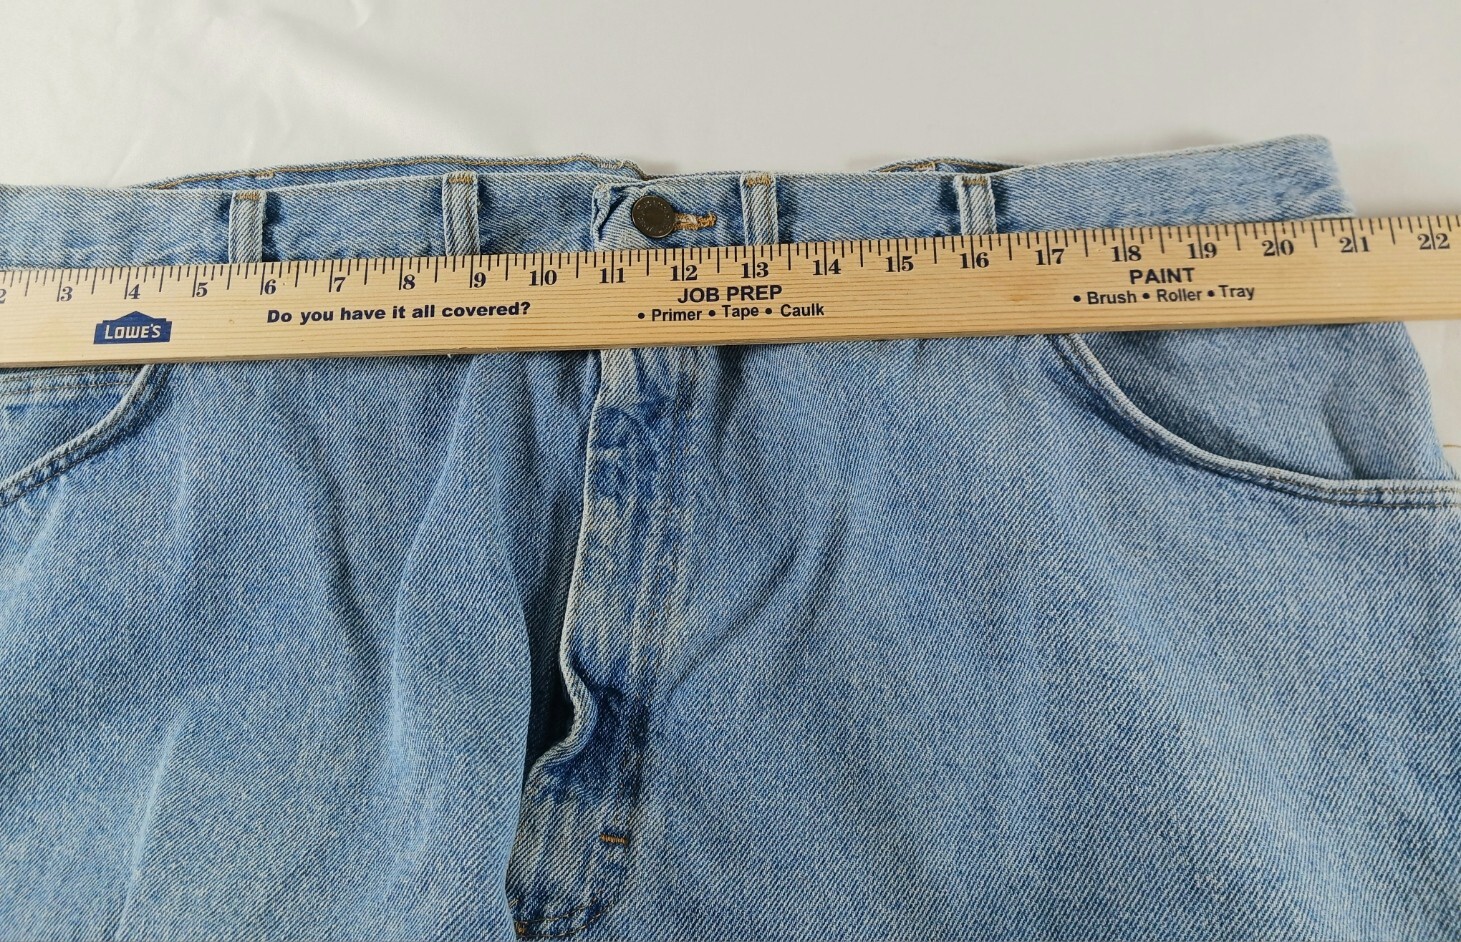 2 3 4 5 6 7 8 9 10 11 12 13 14 15 16 17 18 19 20 21 22
LOWE'S
Do you have it all covered?
JOB PREP
• Primer • Tape • Caulk
PAINT
• Brush • Roller • Tray